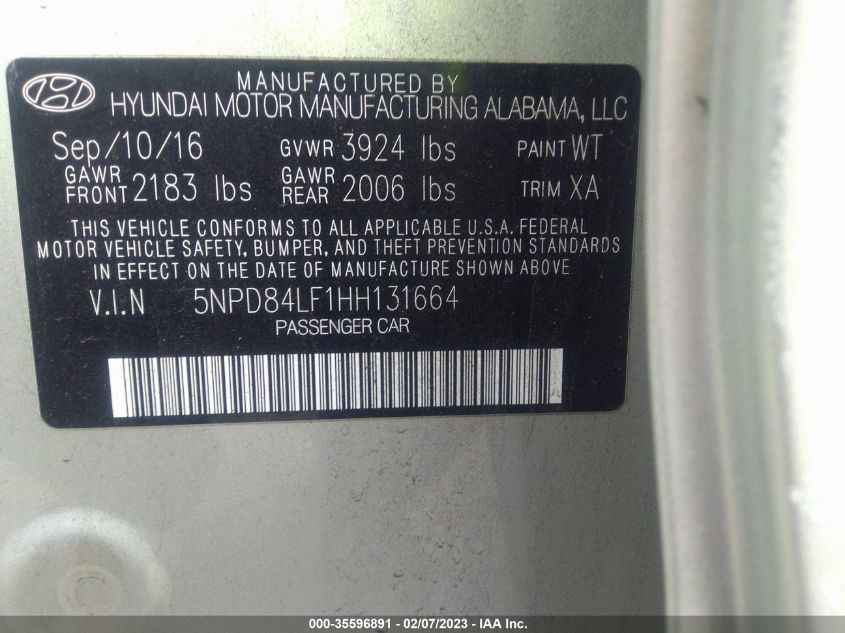 MANUFACTURED BY
HYUNDAI MOTOR MANUFACTURING ALABAMA, LLC
Sep/10/16 GVWR 3924 lbs PAINT WT
GAWR FRONT 2183 lbs GAWR REAR 2006 lbs TRIM XA
THIS VEHICLE CONFORMS TO ALL APPLICABLE U.S.A. FEDERAL
MOTOR VEHICLE SAFETY, BUMPER, AND THEFT PREVENTION STANDARDS
IN EFFECT ON THE DATE OF MANUFACTURE SHOWN ABOVE
V.I.N 5NPD84LF1HH131664
PASSENGER CAR
000-35596891 - 02/07/2023 - IAA Inc.